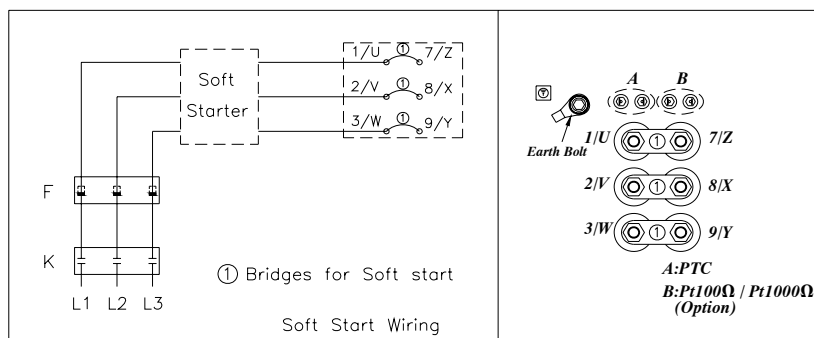 1/U ① 7/Z
2/V ① 8/X
3/W ① 9/Y
Soft
Starter
F
K
L1 L2 L3
① Bridges for Soft start
Soft Start Wiring
A B
Earth Bolt
1/U ① 7/Z
2/V ① 8/X
3/W ① 9/Y
A:PTC
B:Pt100Ω / Pt1000Ω
(Option)